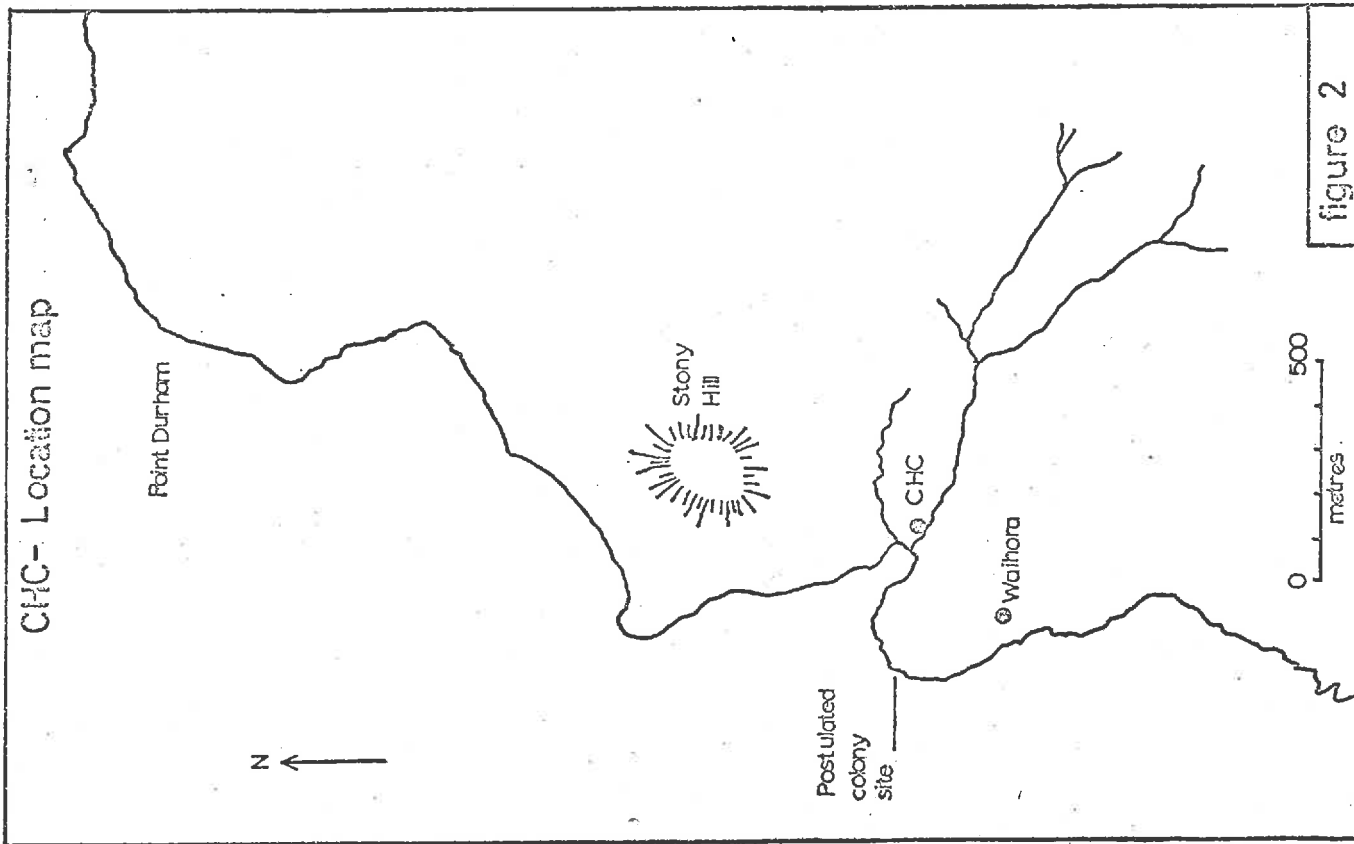 CHC- Location map
Point Durham
N
Stony
Hill
CHC
Waihora
Postulated
colony
site
0 500
metres
figure 2